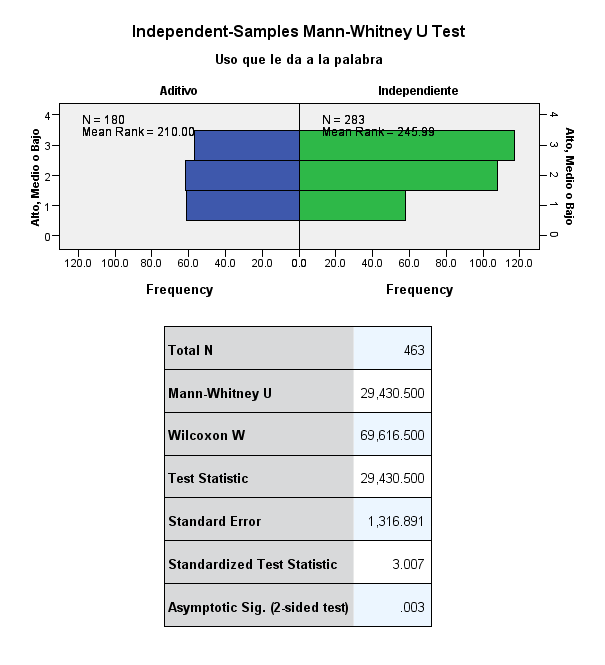 Independent-Samples Mann-Whitney U Test
Uso que le da a la palabra
Aditivo Independiente
N = 180
Mean Rank = 210.00
N = 283
Mean Rank = 245.99
Alto, Medio o Bajo
4
3
2
1
0
4
3
2
1
0
Alto, Medio o Bajo
120.0 100.0 80.0 60.0 40.0 20.0 0.0 0.0 20.0 40.0 60.0 80.0 100.0 120.0
Frequency Frequency
Total N 463
Mann-Whitney U 29,430.500
Wilcoxon W 69,616.500
Test Statistic 29,430.500
Standard Error 1,316.891
Standardized Test Statistic 3.007
Asymptotic Sig. (2-sided test) .003